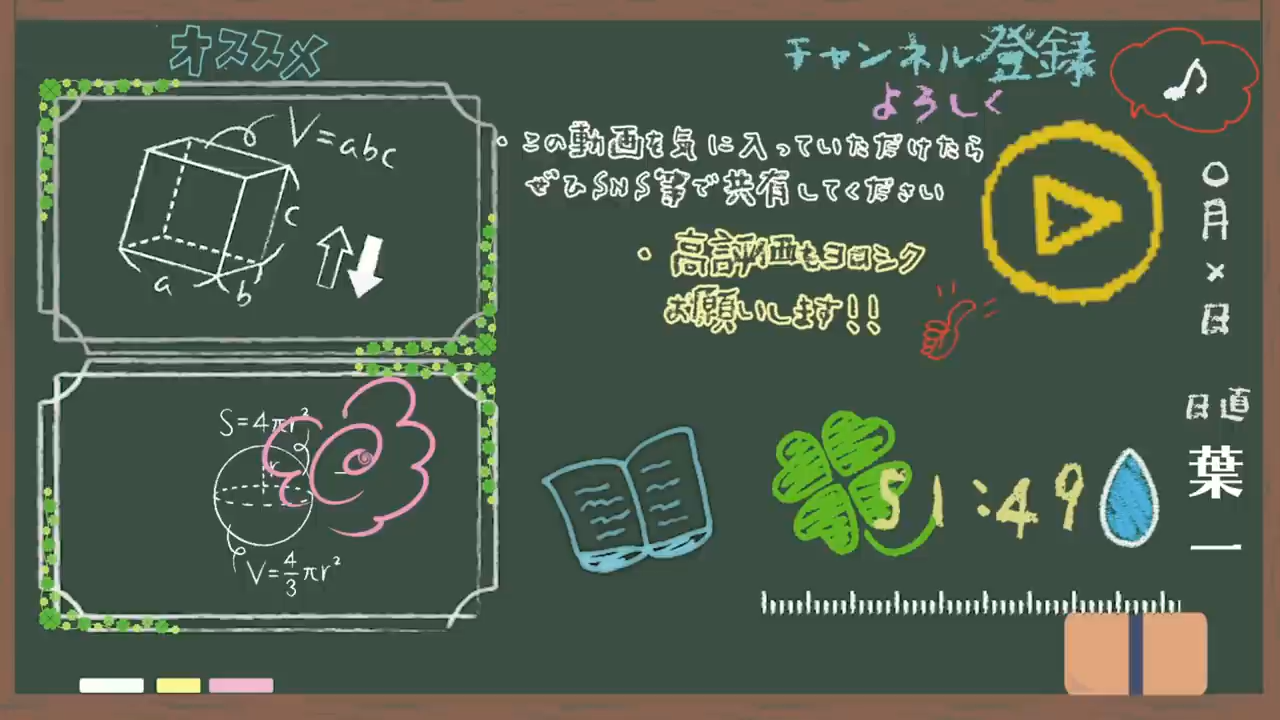 オススメ
V=abc
a
b
c
S=4πr²
r
V=4/3πr²
チャンネル登録
よろしく
・この動画を気に入っていただけたら
ぜひSNS等で共有してください
・高評価もヨロシク
お願いします!!
51:49
〇月×日
日直
葉一